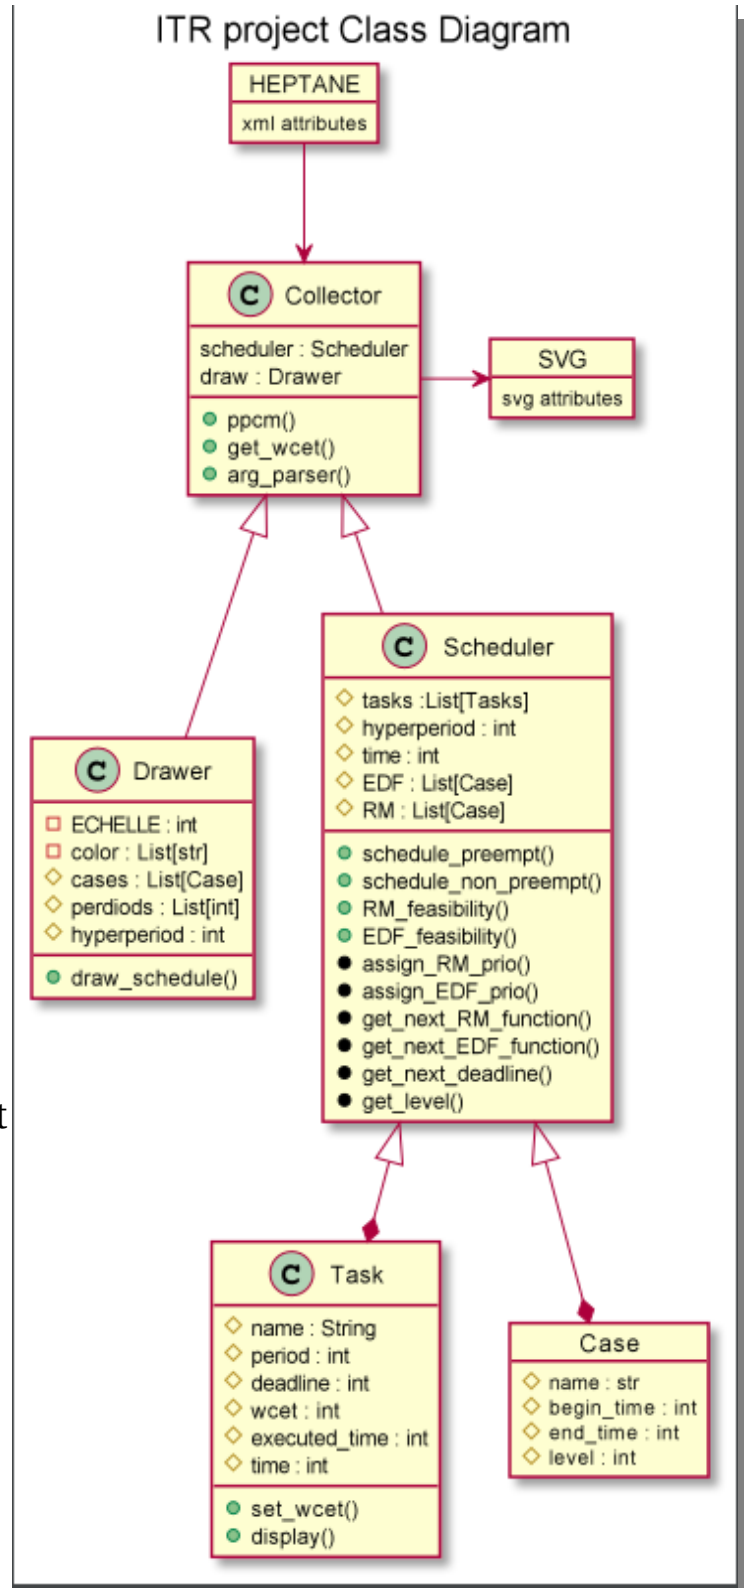 ITR project Class Diagram
HEPTANE
xml attributes
C Collector
scheduler : Scheduler
draw : Drawer
ppcm()
get_wcet()
arg_parser()
SVG
svg attributes
C Scheduler
tasks :List[Tasks]
hyperperiod : int
time : int
EDF : List[Case]
RM : List[Case]
schedule_preempt()
schedule_non_preempt()
RM_feasibility()
EDF_feasibility()
assign_RM_prio()
assign_EDF_prio()
get_next_RM_function()
get_next_EDF_function()
get_next_deadline()
get_level()
C Drawer
ECHELLE : int
color : List[str]
cases : List[Case]
perdiods : List[int]
hyperperiod : int
draw_schedule()
t
C Task
name : String
period : int
deadline : int
wcet : int
executed_time : int
time : int
set_wcet()
display()
Case
name : str
begin_time : int
end_time : int
level : int